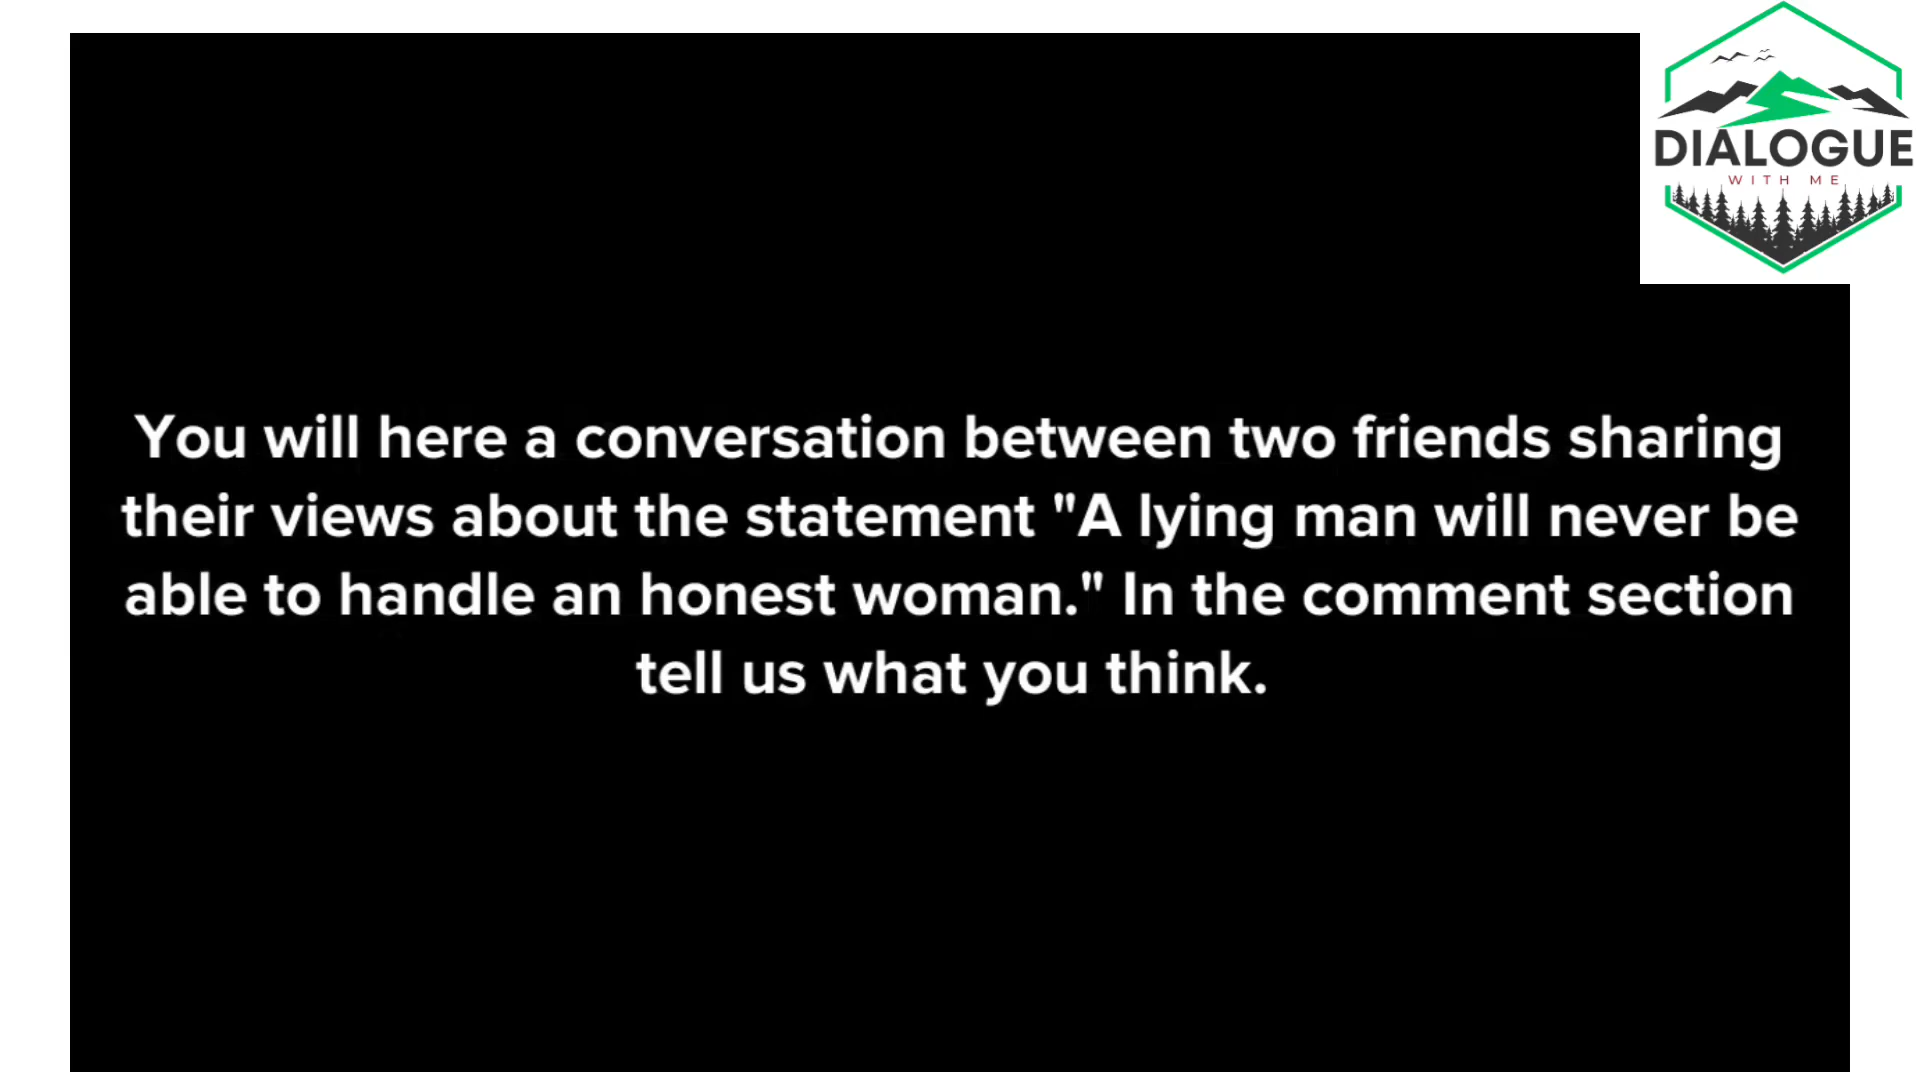 DIALOGUE
WITH ME
You will here a conversation between two friends sharing
their views about the statement "A lying man will never be
able to handle an honest woman." In the comment section
tell us what you think.